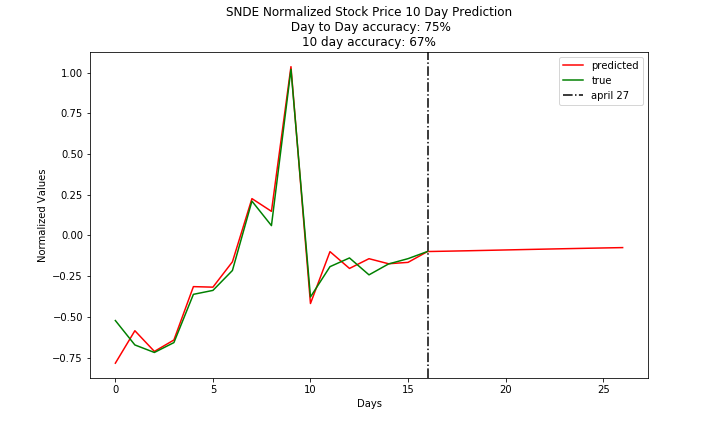 SNDE Normalized Stock Price 10 Day Prediction
Day to Day accuracy: 75%
10 day accuracy: 67%
predicted
true
april 27
1.00
0.75
0.50
0.25
0.00
−0.25
−0.50
−0.75
Normalized Values
0 5 10 15 20 25
Days